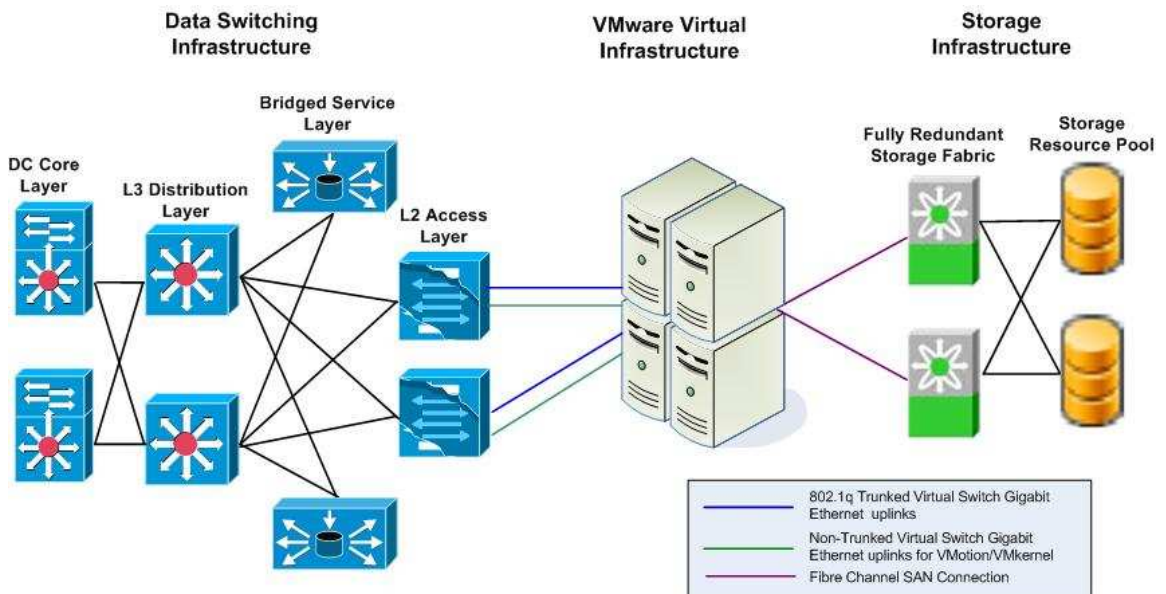 Data Switching
Infrastructure
VMware Virtual
Infrastructure
Storage
Infrastructure
Bridged Service
Layer
DC Core
Layer
L3 Distribution
Layer
L2 Access
Layer
Fully Redundant
Storage Fabric
Storage
Resource Pool
802.1q Trunked Virtual Switch Gigabit
Ethernet uplinks
Non-Trunked Virtual Switch Gigabit
Ethernet uplinks for VMotion/VMkernel
Fibre Channel SAN Connection